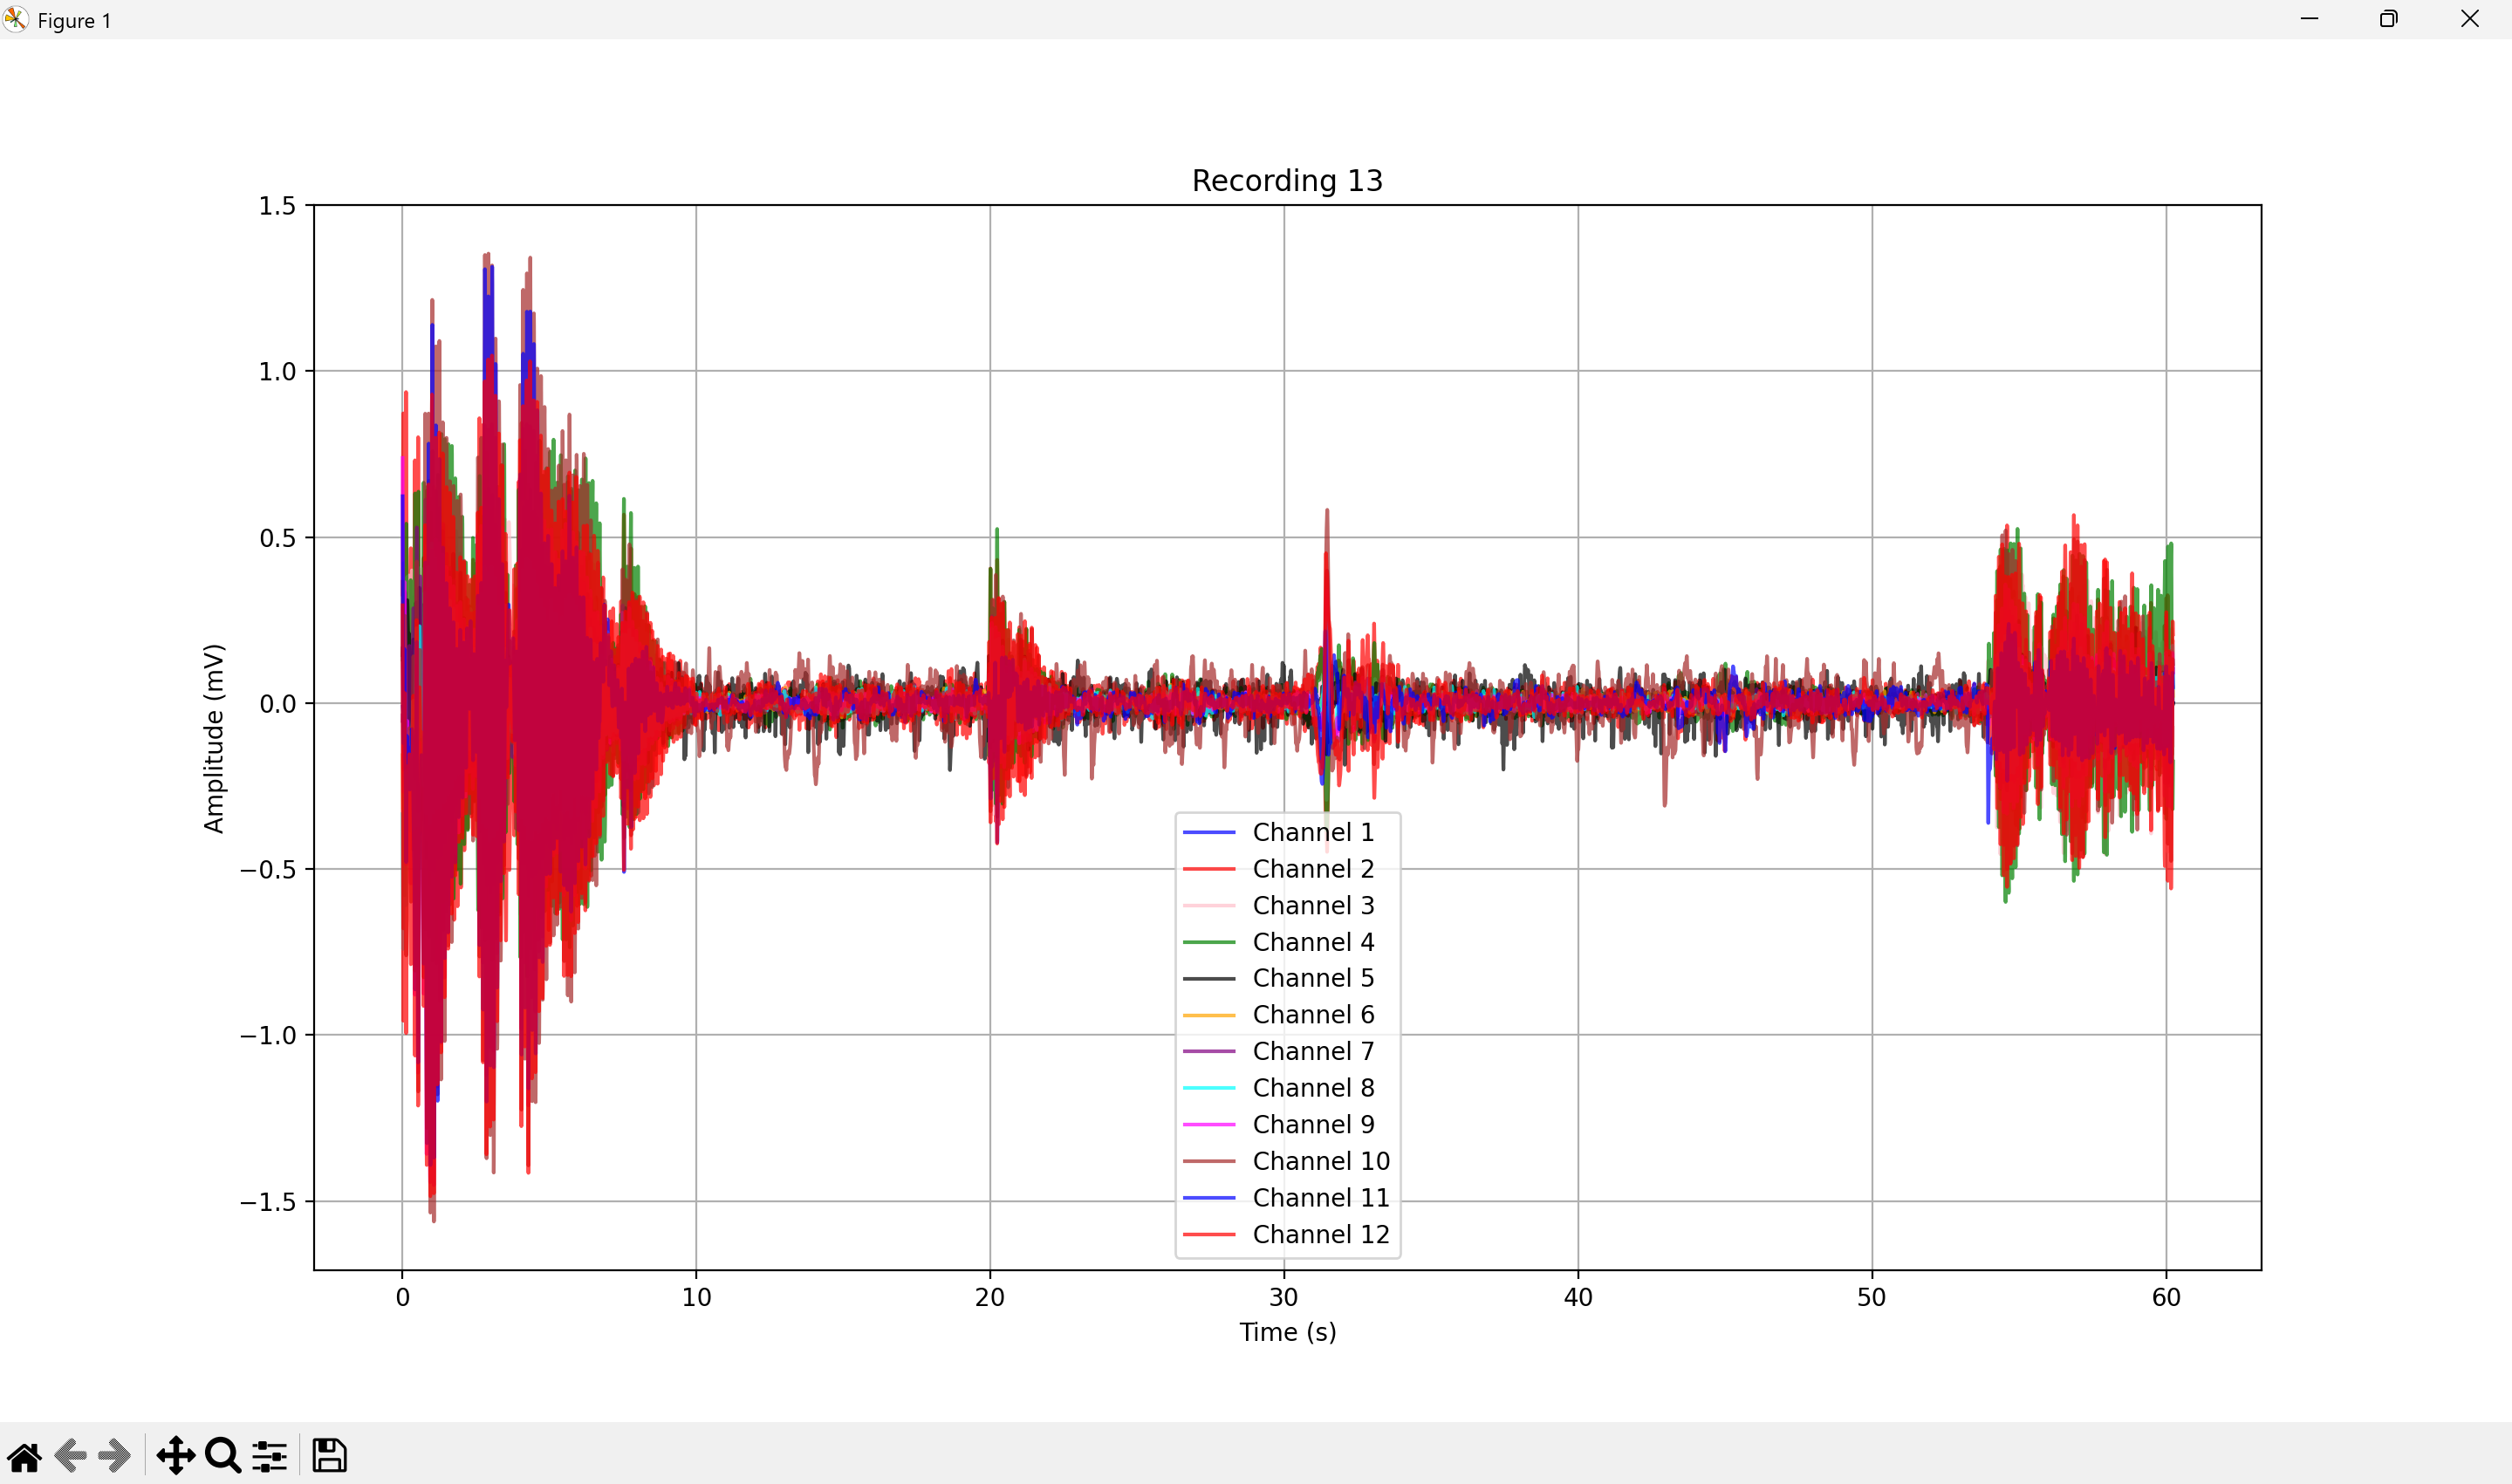 Figure 1
Recording 13
1.5
1.0
0.5
0.0
−0.5
−1.0
−1.5
Amplitude (mV)
Channel 1
Channel 2
Channel 3
Channel 4
Channel 5
Channel 6
Channel 7
Channel 8
Channel 9
Channel 10
Channel 11
Channel 12
0 10 20 30 40 50 60
Time (s)